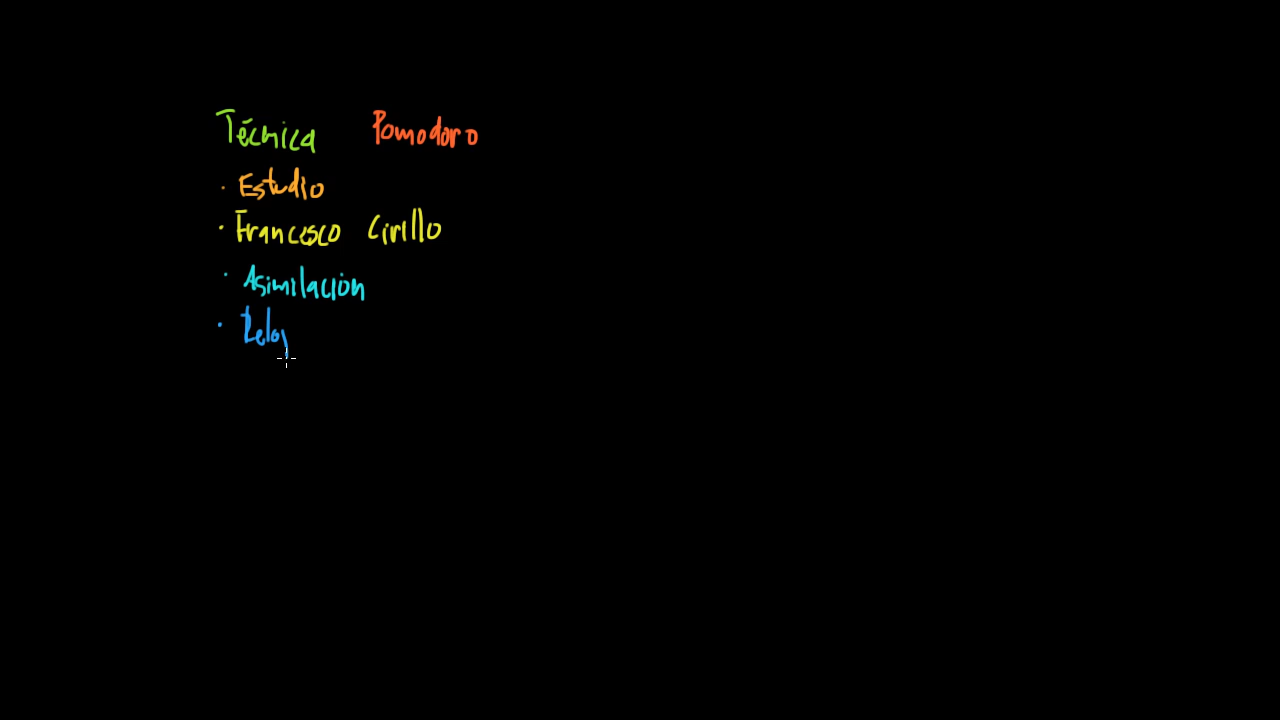 Técnica Pomodoro
· Estudio
· Francesco Cirillo
· Asimilación
· Reloj